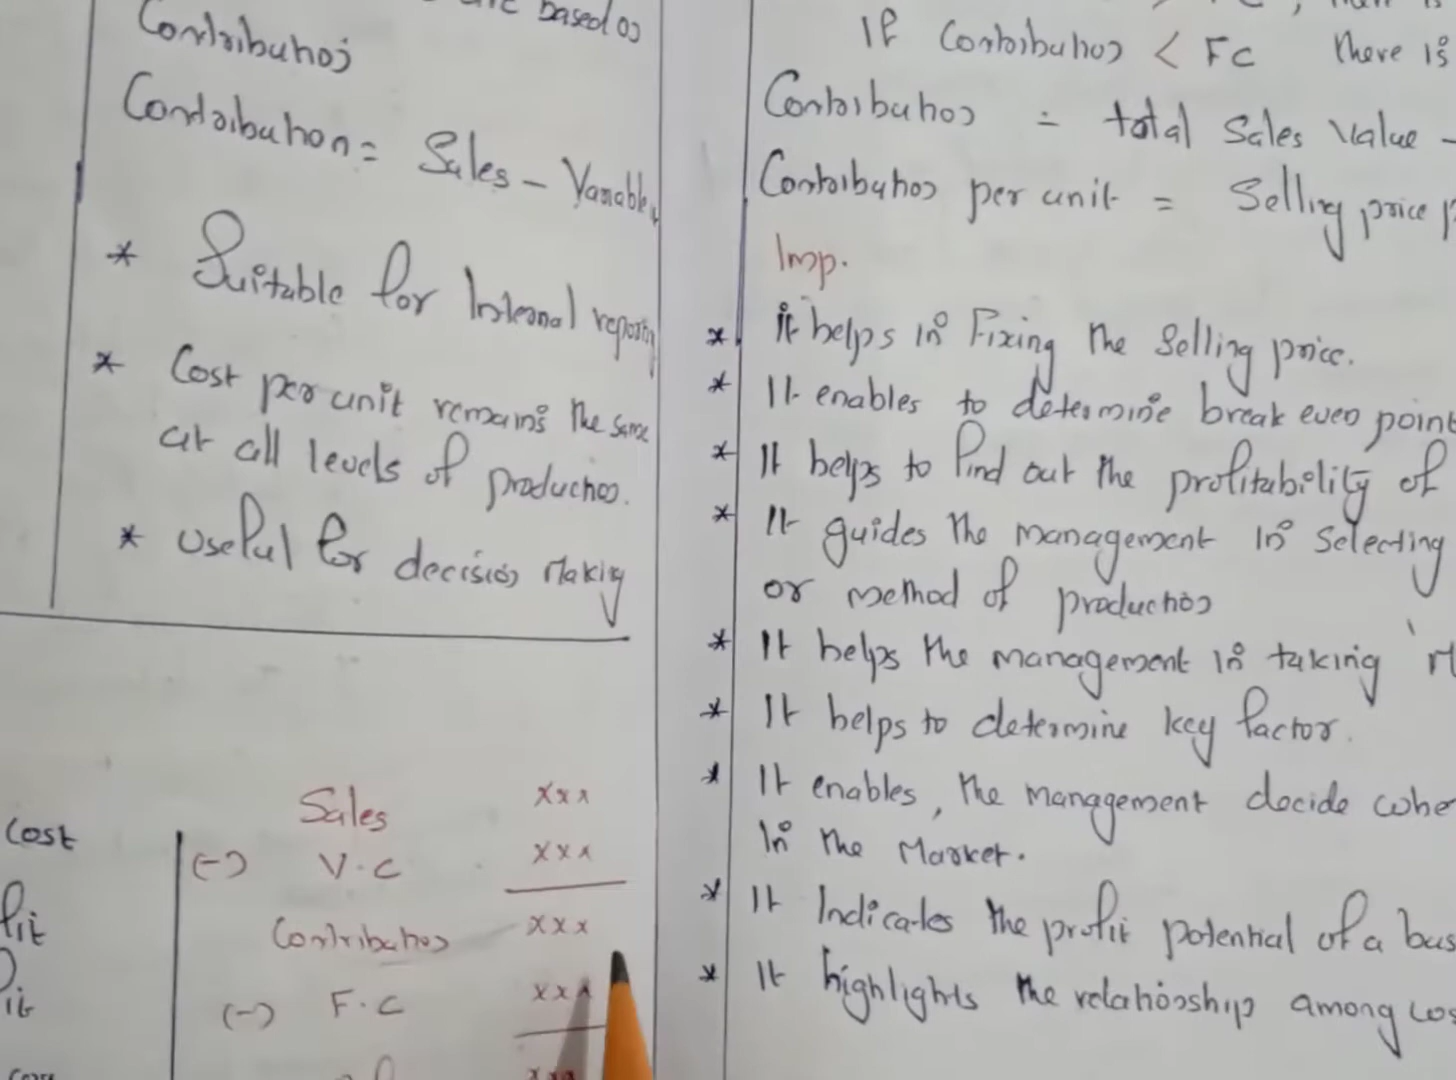 based on
Contribution
Contribution = Sales - Variable
* Suitable for Internal reporting
* Cost per unit remains the same
at all levels of production.
* Useful for decision Making
cost
Sales xxx
(-) V.C xxx
Contribution xxx
(-) F.C xxx
xxx
If Contribution < FC there is
Contribution = total Sales Value -
Contribution per unit = Selling price
Imp.
* it helps in Fixing the Selling price.
* It enables to determine break even point
* It helps to find out the profitability of
* It guides the management in Selecting
or method of production
* It helps the management in taking
* It helps to determine key factor.
* It enables, the management decide whe
In the Market.
* It Indicates the profit potential of a bus
* It highlights the relationship among cos